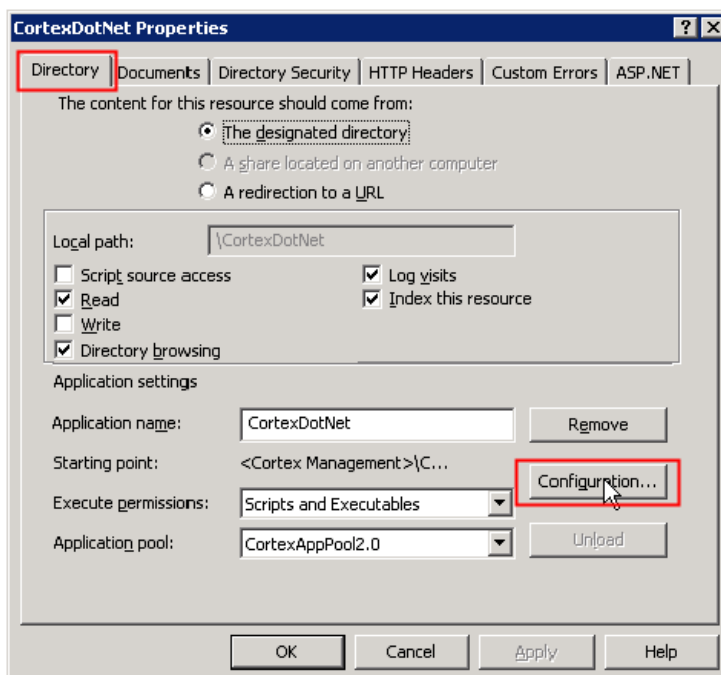 CortexDotNet Properties
Directory Documents Directory Security HTTP Headers Custom Errors ASP.NET
The content for this resource should come from:
The designated directory
A share located on another computer
A redirection to a URL
Local path: \CortexDotNet
Script source access Log visits
Read Index this resource
Write
Directory browsing
Application settings
Application name: CortexDotNet Remove
Starting point: <Cortex Management>\C...
Configuration...
Execute permissions: Scripts and Executables
Application pool: CortexAppPool2.0 Unload
OK Cancel Apply Help